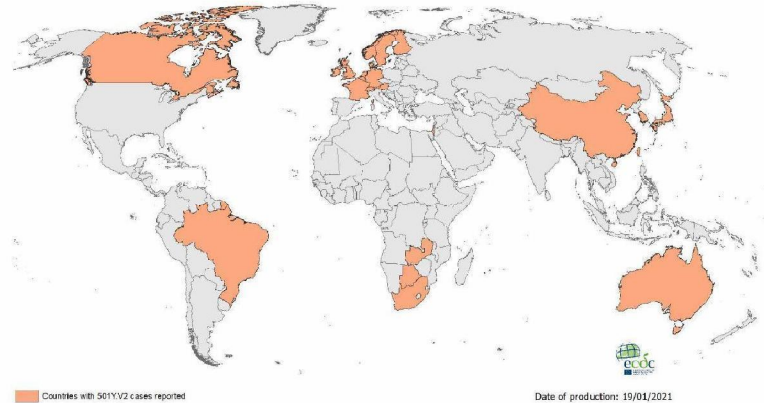 ecdc
Countries with 501Y.V2 cases reported
Date of production: 19/01/2021